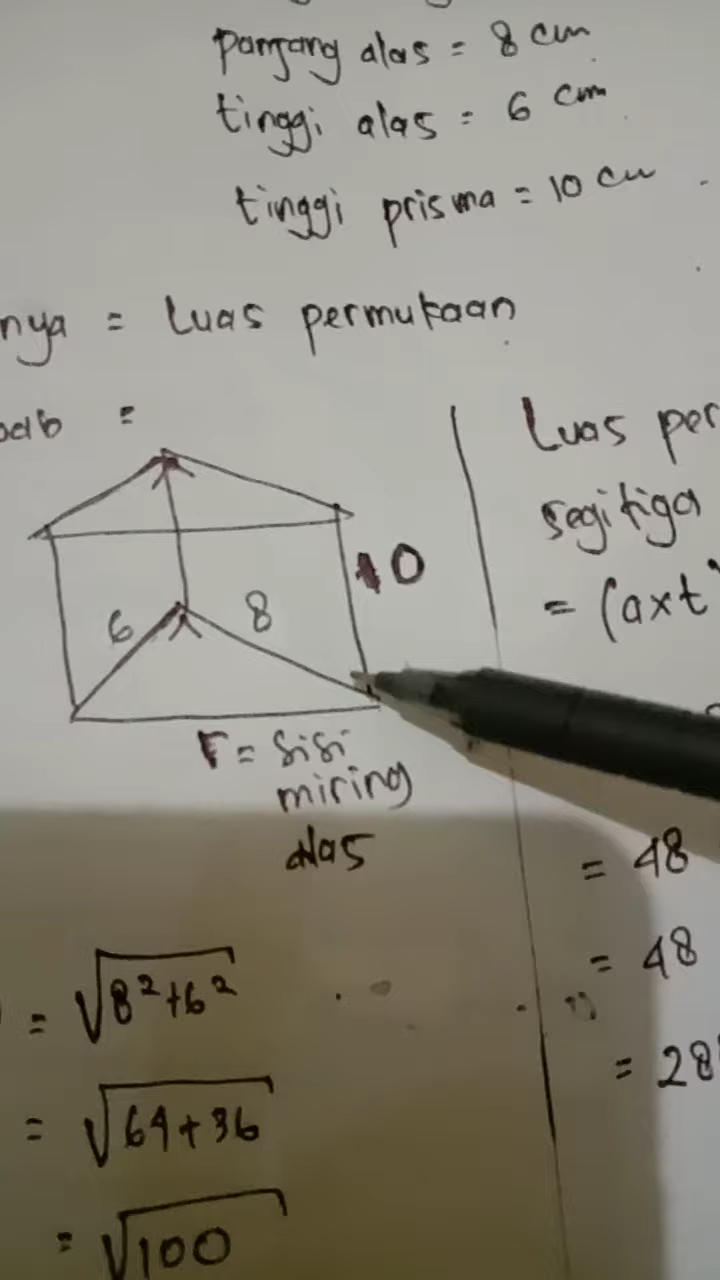 panjang alas = 8 cm
tinggi alas = 6 cm
tinggi prisma = 10 cm
nya = Luas permukaan
=
6
8
10
r = sisi
miring
alas
= √8²+6²
= √64+36
= √100
Luas per
segitiga
= (axt
= 48
= 48
= 28